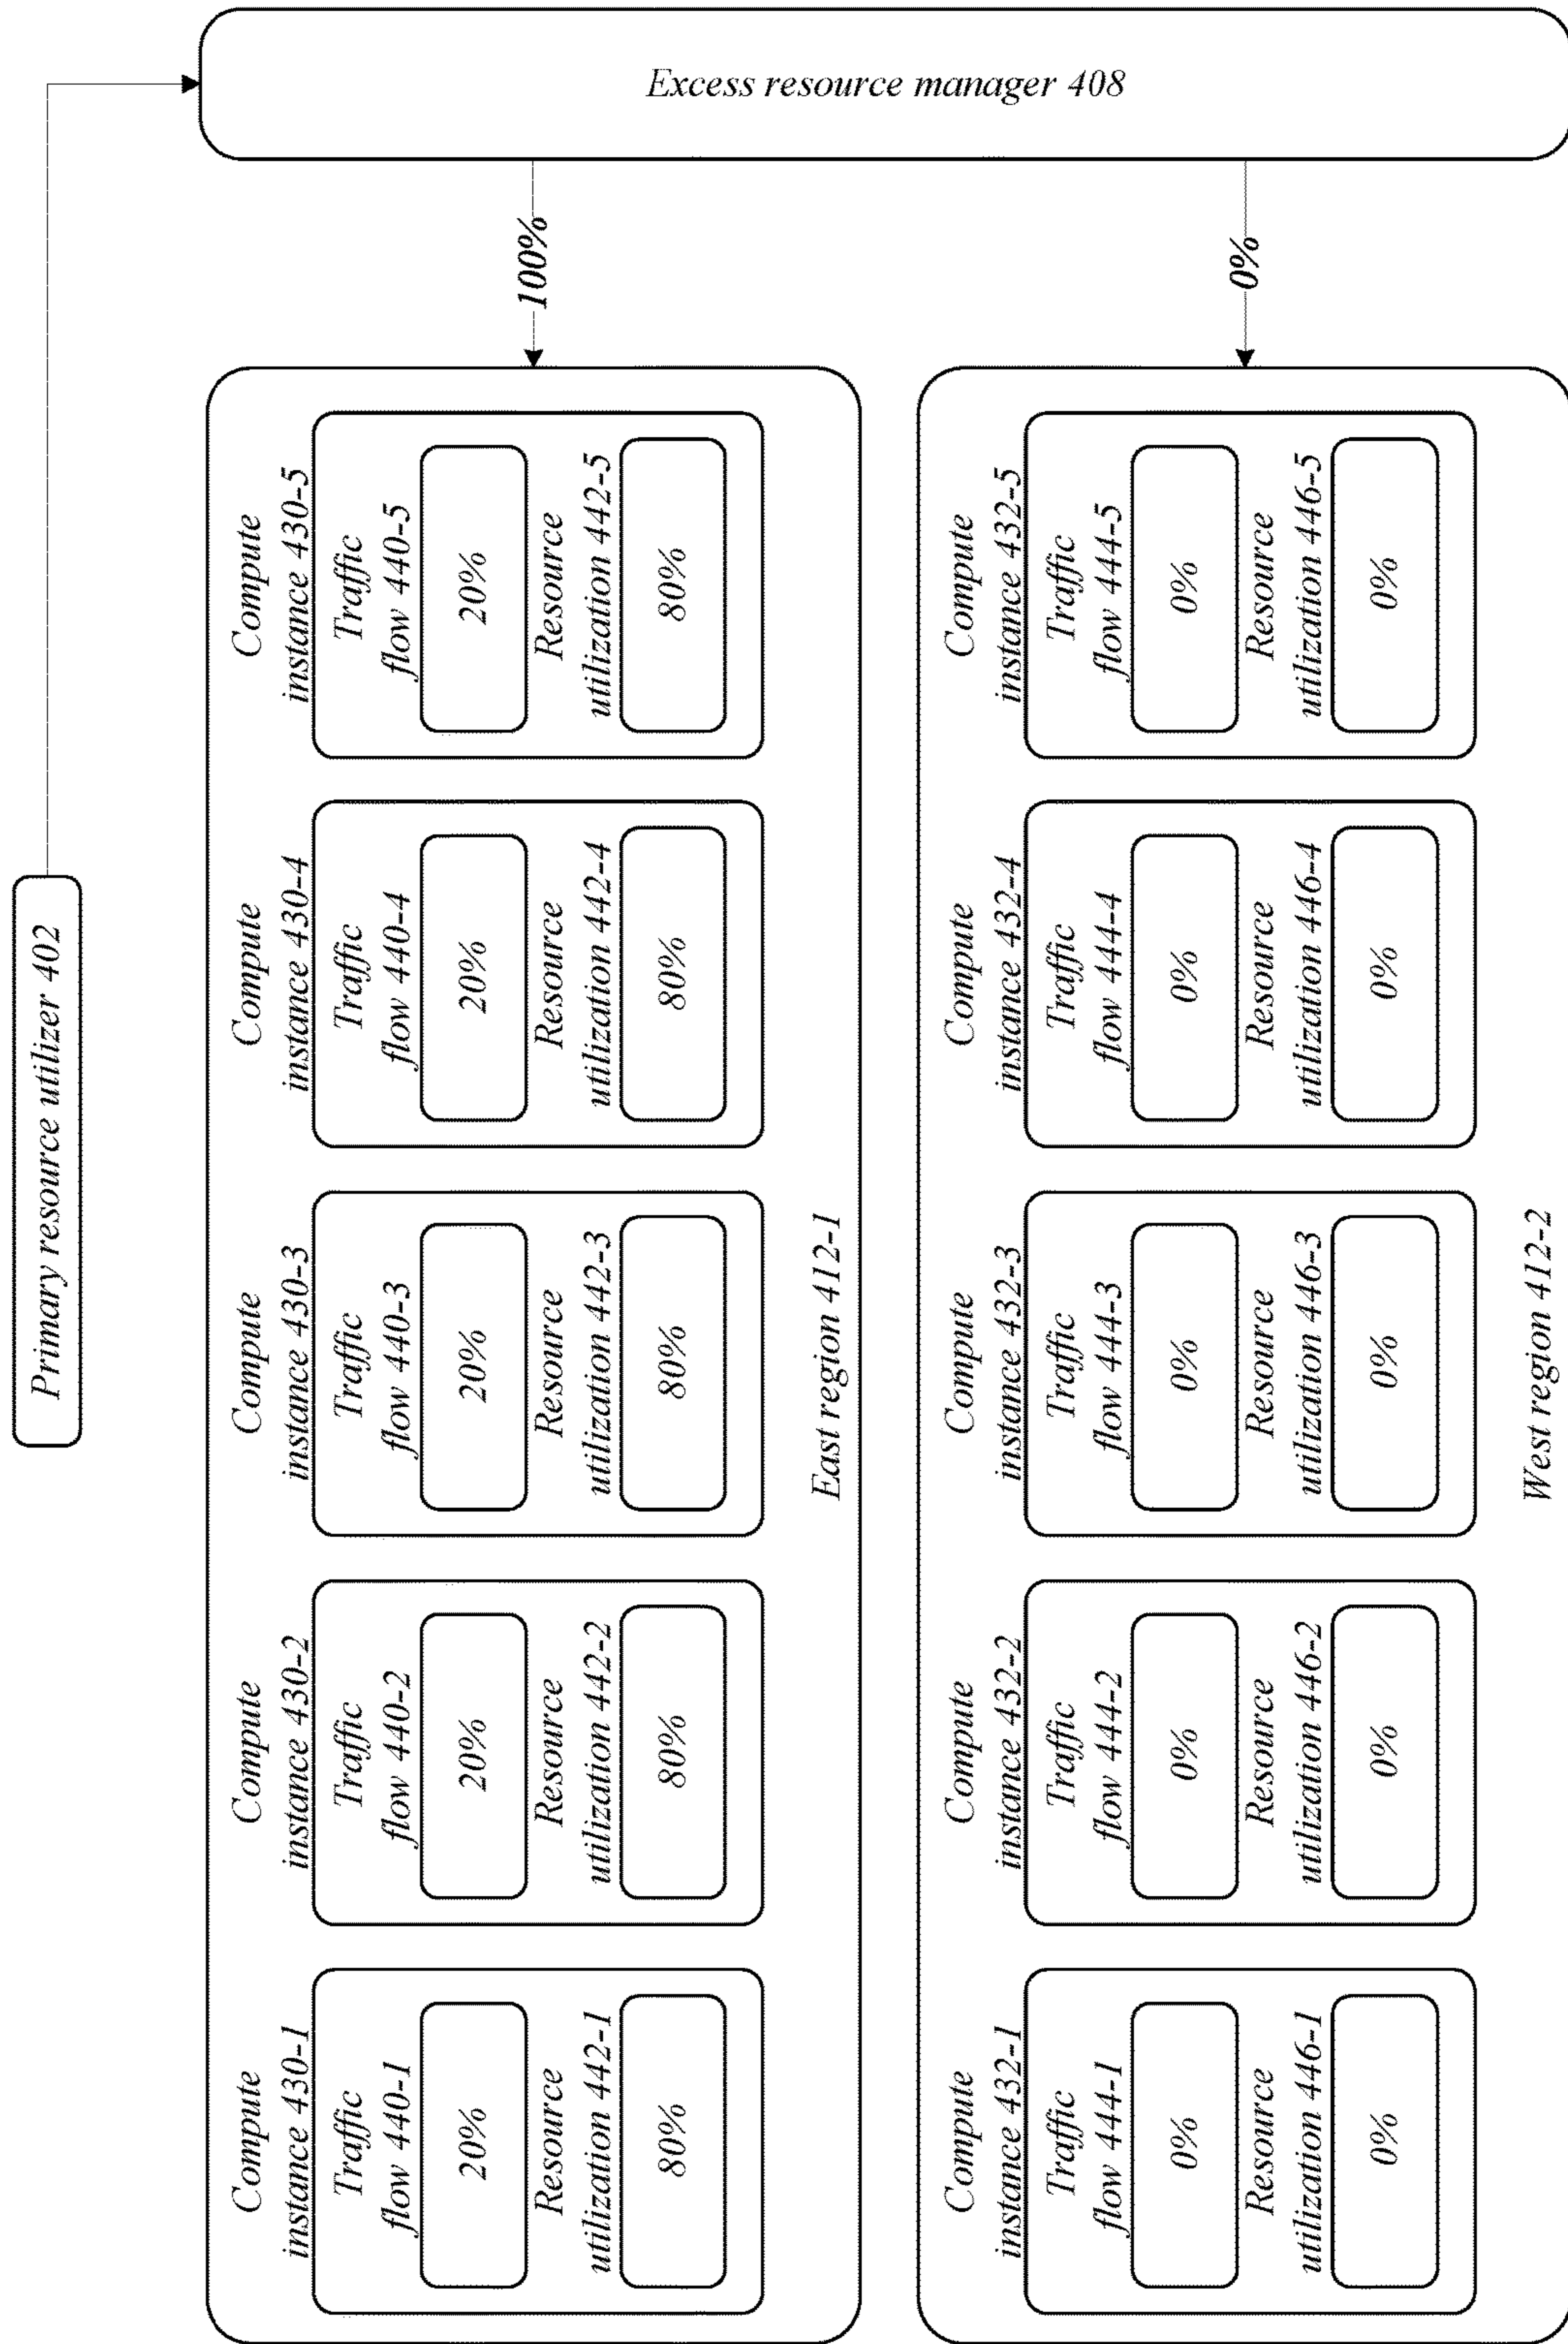 Primary resource utilizer 402
Excess resource manager 408
100%
0%
Compute
instance 430-1
Traffic
flow 440-1
20%
Resource
utilization 442-1
80%
Compute
instance 430-2
Traffic
flow 440-2
20%
Resource
utilization 442-2
80%
Compute
instance 430-3
Traffic
flow 440-3
20%
Resource
utilization 442-3
80%
Compute
instance 430-4
Traffic
flow 440-4
20%
Resource
utilization 442-4
80%
Compute
instance 430-5
Traffic
flow 440-5
20%
Resource
utilization 442-5
80%
East region 412-1
Compute
instance 432-1
Traffic
flow 444-1
0%
Resource
utilization 446-1
0%
Compute
instance 432-2
Traffic
flow 444-2
0%
Resource
utilization 446-2
0%
Compute
instance 432-3
Traffic
flow 444-3
0%
Resource
utilization 446-3
0%
Compute
instance 432-4
Traffic
flow 444-4
0%
Resource
utilization 446-4
0%
Compute
instance 432-5
Traffic
flow 444-5
0%
Resource
utilization 446-5
0%
West region 412-2